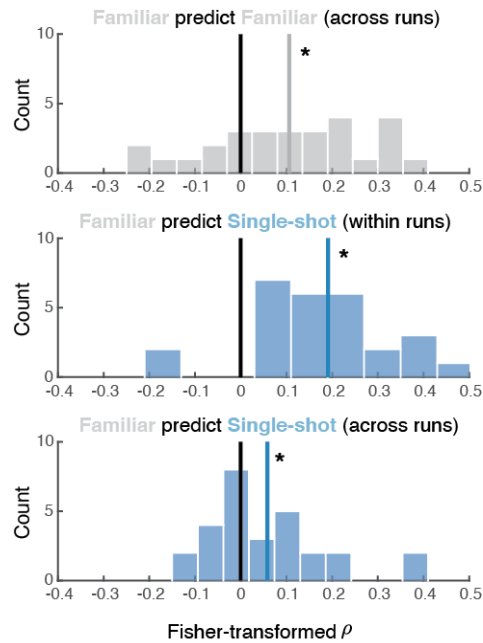 Familiar predict Familiar (across runs)
10
5
0
Count
*
-0.4 -0.3 -0.2 -0.1 0 0.1 0.2 0.3 0.4 0.5
Familiar predict Single-shot (within runs)
10
5
0
Count
*
-0.4 -0.3 -0.2 -0.1 0 0.1 0.2 0.3 0.4 0.5
Familiar predict Single-shot (across runs)
10
5
0
Count
*
-0.4 -0.3 -0.2 -0.1 0 0.1 0.2 0.3 0.4 0.5
Fisher-transformed ρ